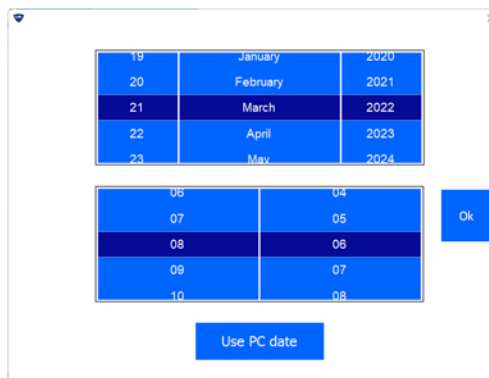 19 January 2020
20 February 2021
21 March 2022
22 April 2023
23 May 2024
06 04
07 05
08 06
09 07
10 08
Ok
Use PC date